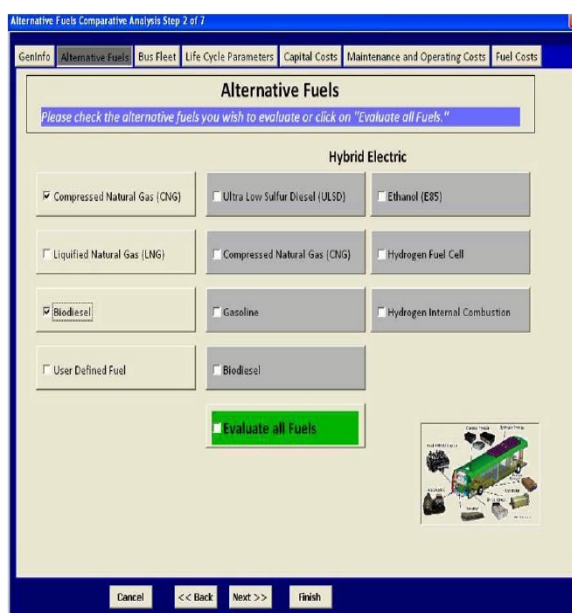 Alternative Fuels Comparative Analysis Step 2 of 7
GenInfo Alternative Fuels Bus Fleet Life Cycle Parameters Capital Costs Maintenance and Operating Costs Fuel Costs
Alternative Fuels
Please check the alternative fuels you wish to evaluate or click on "Evaluate all Fuels."
Hybrid Electric
Compressed Natural Gas (CNG) Ultra Low Sulfur Diesel (ULSD) Ethanol (E85)
Liquified Natural Gas (LNG) Compressed Natural Gas (CNG) Hydrogen Fuel Cell
Biodiesel Gasoline Hydrogen Internal Combustion
User Defined Fuel Biodiesel
Evaluate all Fuels
Cancel << Back Next >> Finish